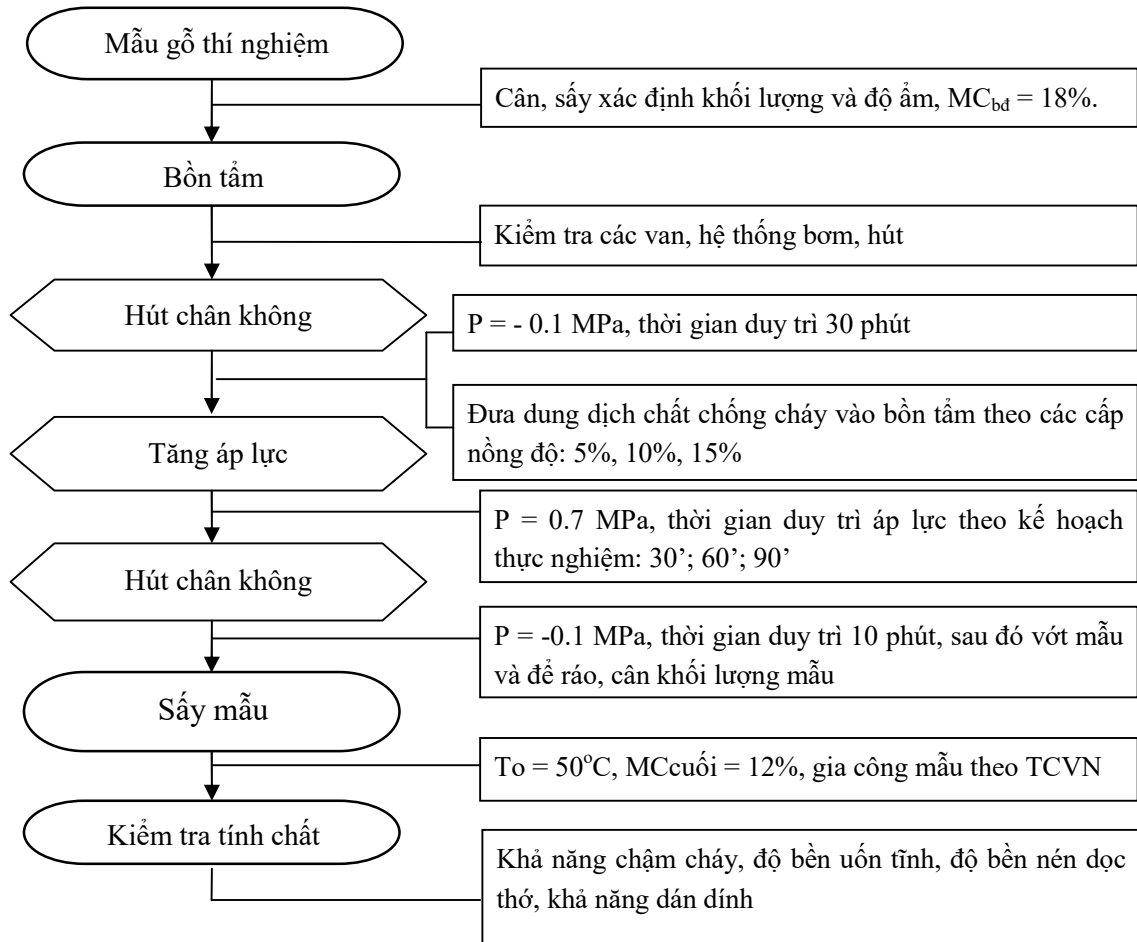 Mẫu gỗ thí nghiệm
Cân, sấy xác định khối lượng và độ ẩm, MCbđ = 18%.
Bồn tẩm
Kiểm tra các van, hệ thống bơm, hút
Hút chân không
P = - 0.1 MPa, thời gian duy trì 30 phút
Đưa dung dịch chất chống cháy vào bồn tẩm theo các cấp
nồng độ: 5%, 10%, 15%
Tăng áp lực
P = 0.7 MPa, thời gian duy trì áp lực theo kế hoạch
thực nghiệm: 30’; 60’; 90’
Hút chân không
P = -0.1 MPa, thời gian duy trì 10 phút, sau đó vớt mẫu
và để ráo, cân khối lượng mẫu
Sấy mẫu
To = 50°C, MCcuối = 12%, gia công mẫu theo TCVN
Kiểm tra tính chất
Khả năng chậm cháy, độ bền uốn tĩnh, độ bền nén dọc
thớ, khả năng dán dính